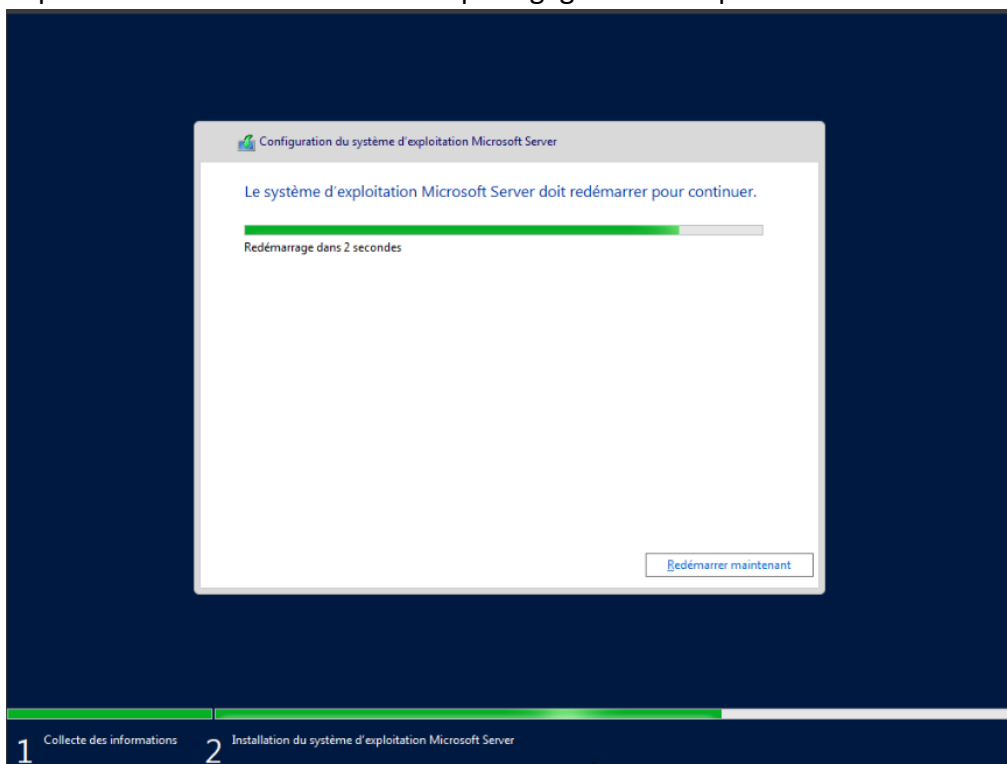 Configuration du système d'exploitation Microsoft Server
Le système d'exploitation Microsoft Server doit redémarrer pour continuer.
Redémarrage dans 2 secondes
Redémarrer maintenant
1 Collecte des informations 2 Installation du système d'exploitation Microsoft Server